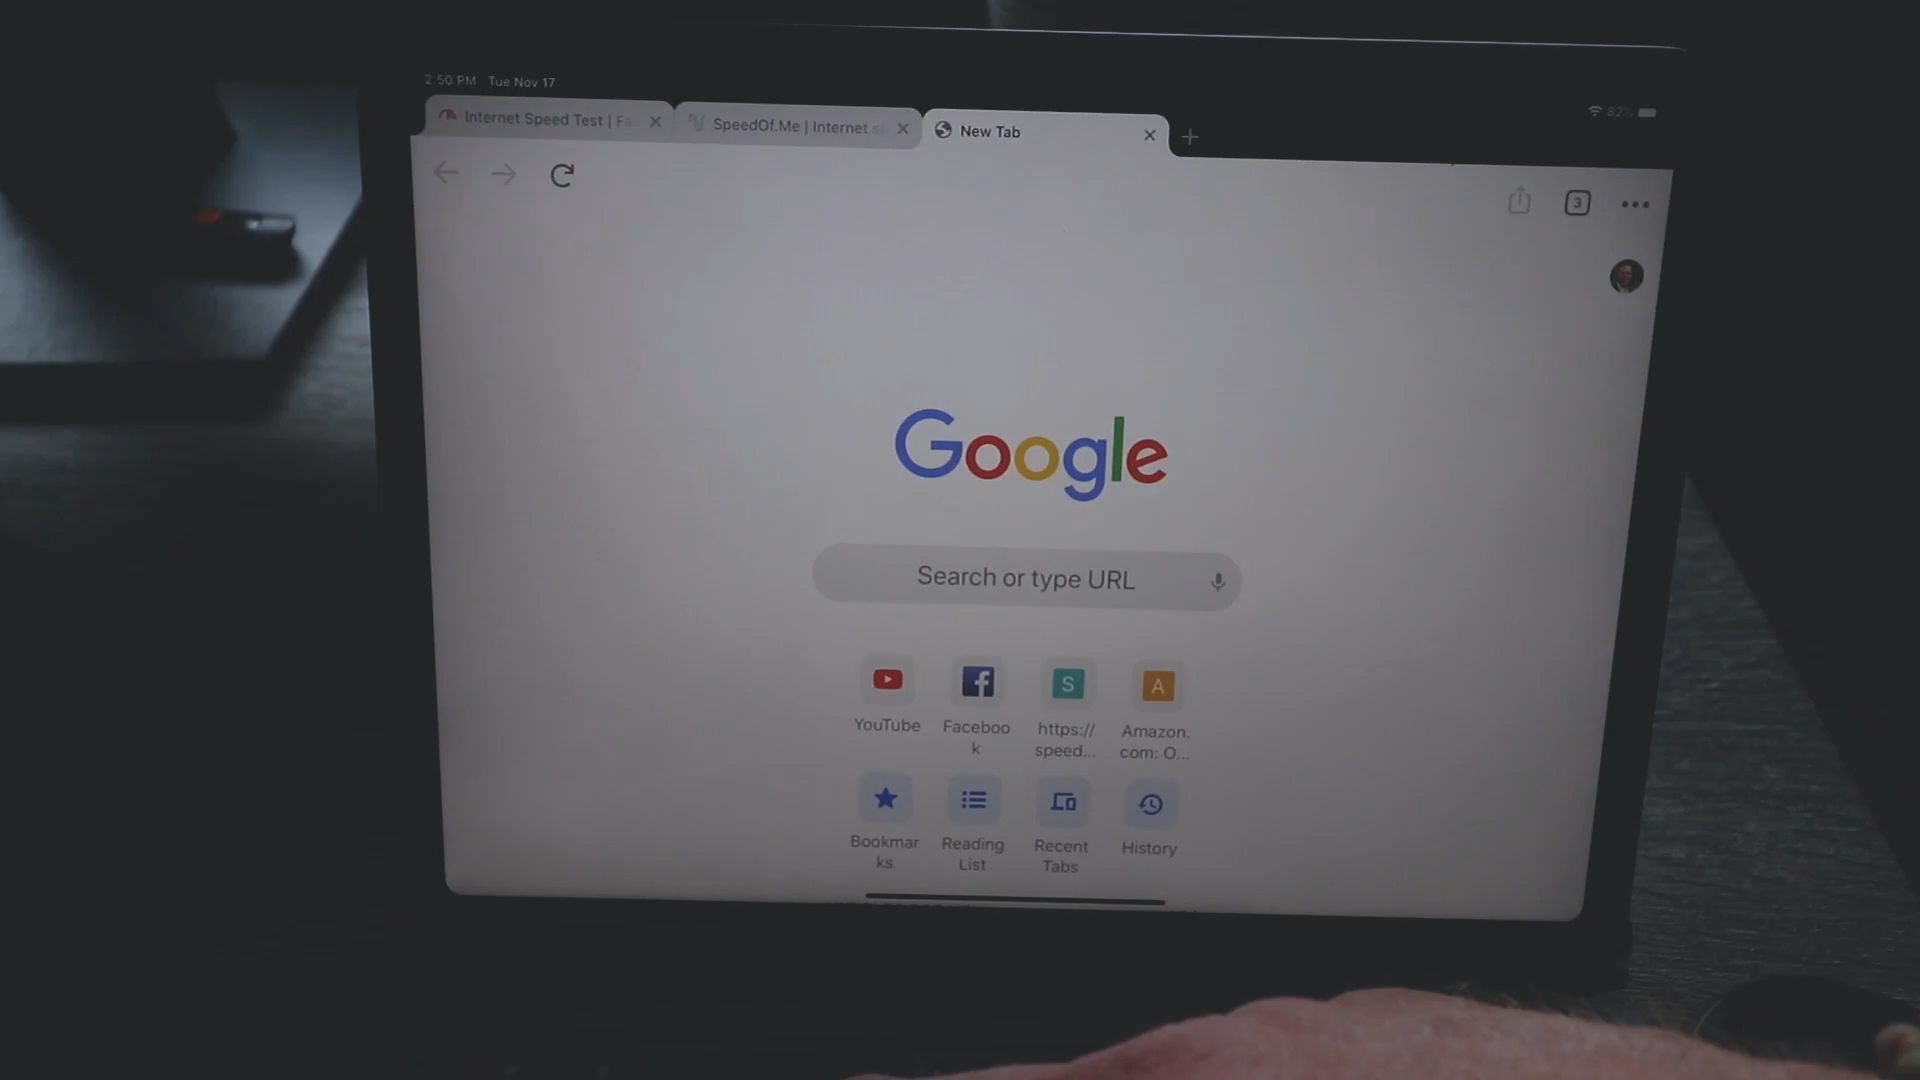 2:50 PM Tue Nov 17
82%
Internet Speed Test | Fa
SpeedOf.Me | Internet s
New Tab
3
Google
Search or type URL
YouTube
Faceboo
k
S
https://
speed...
A
Amazon.
com: O...
Bookmar
ks
Reading
List
Recent
Tabs
History